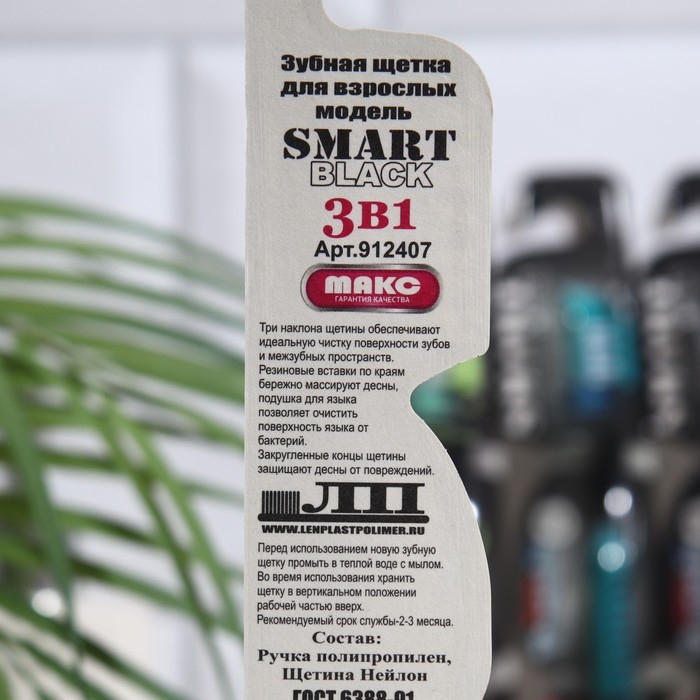 Зубная щетка
для взрослых
модель
SMART
BLACK
3в1
Арт.912407
МАКС
ГАРАНТИЯ КАЧЕСТВА
Три наклона щетины обеспечивают
идеальную чистку поверхности зубов
и межзубных пространств.
Резиновые вставки по краям
бережно массируют десны,
подушка для языка
позволяет очистить
поверхность языка от
бактерий.
Закругленные концы щетины
защищают десны от повреждений.
ЛПП
WWW.LENPLASTPOLIMER.RU
Перед использованием новую зубную
щетку промыть в теплой воде с мылом.
Во время использования хранить
щетку в вертикальном положении
рабочей частью вверх.
Рекомендуемый срок службы-2-3 месяца.
Состав:
Ручка полипропилен,
Щетина Нейлон
ГОСТ 6388-91